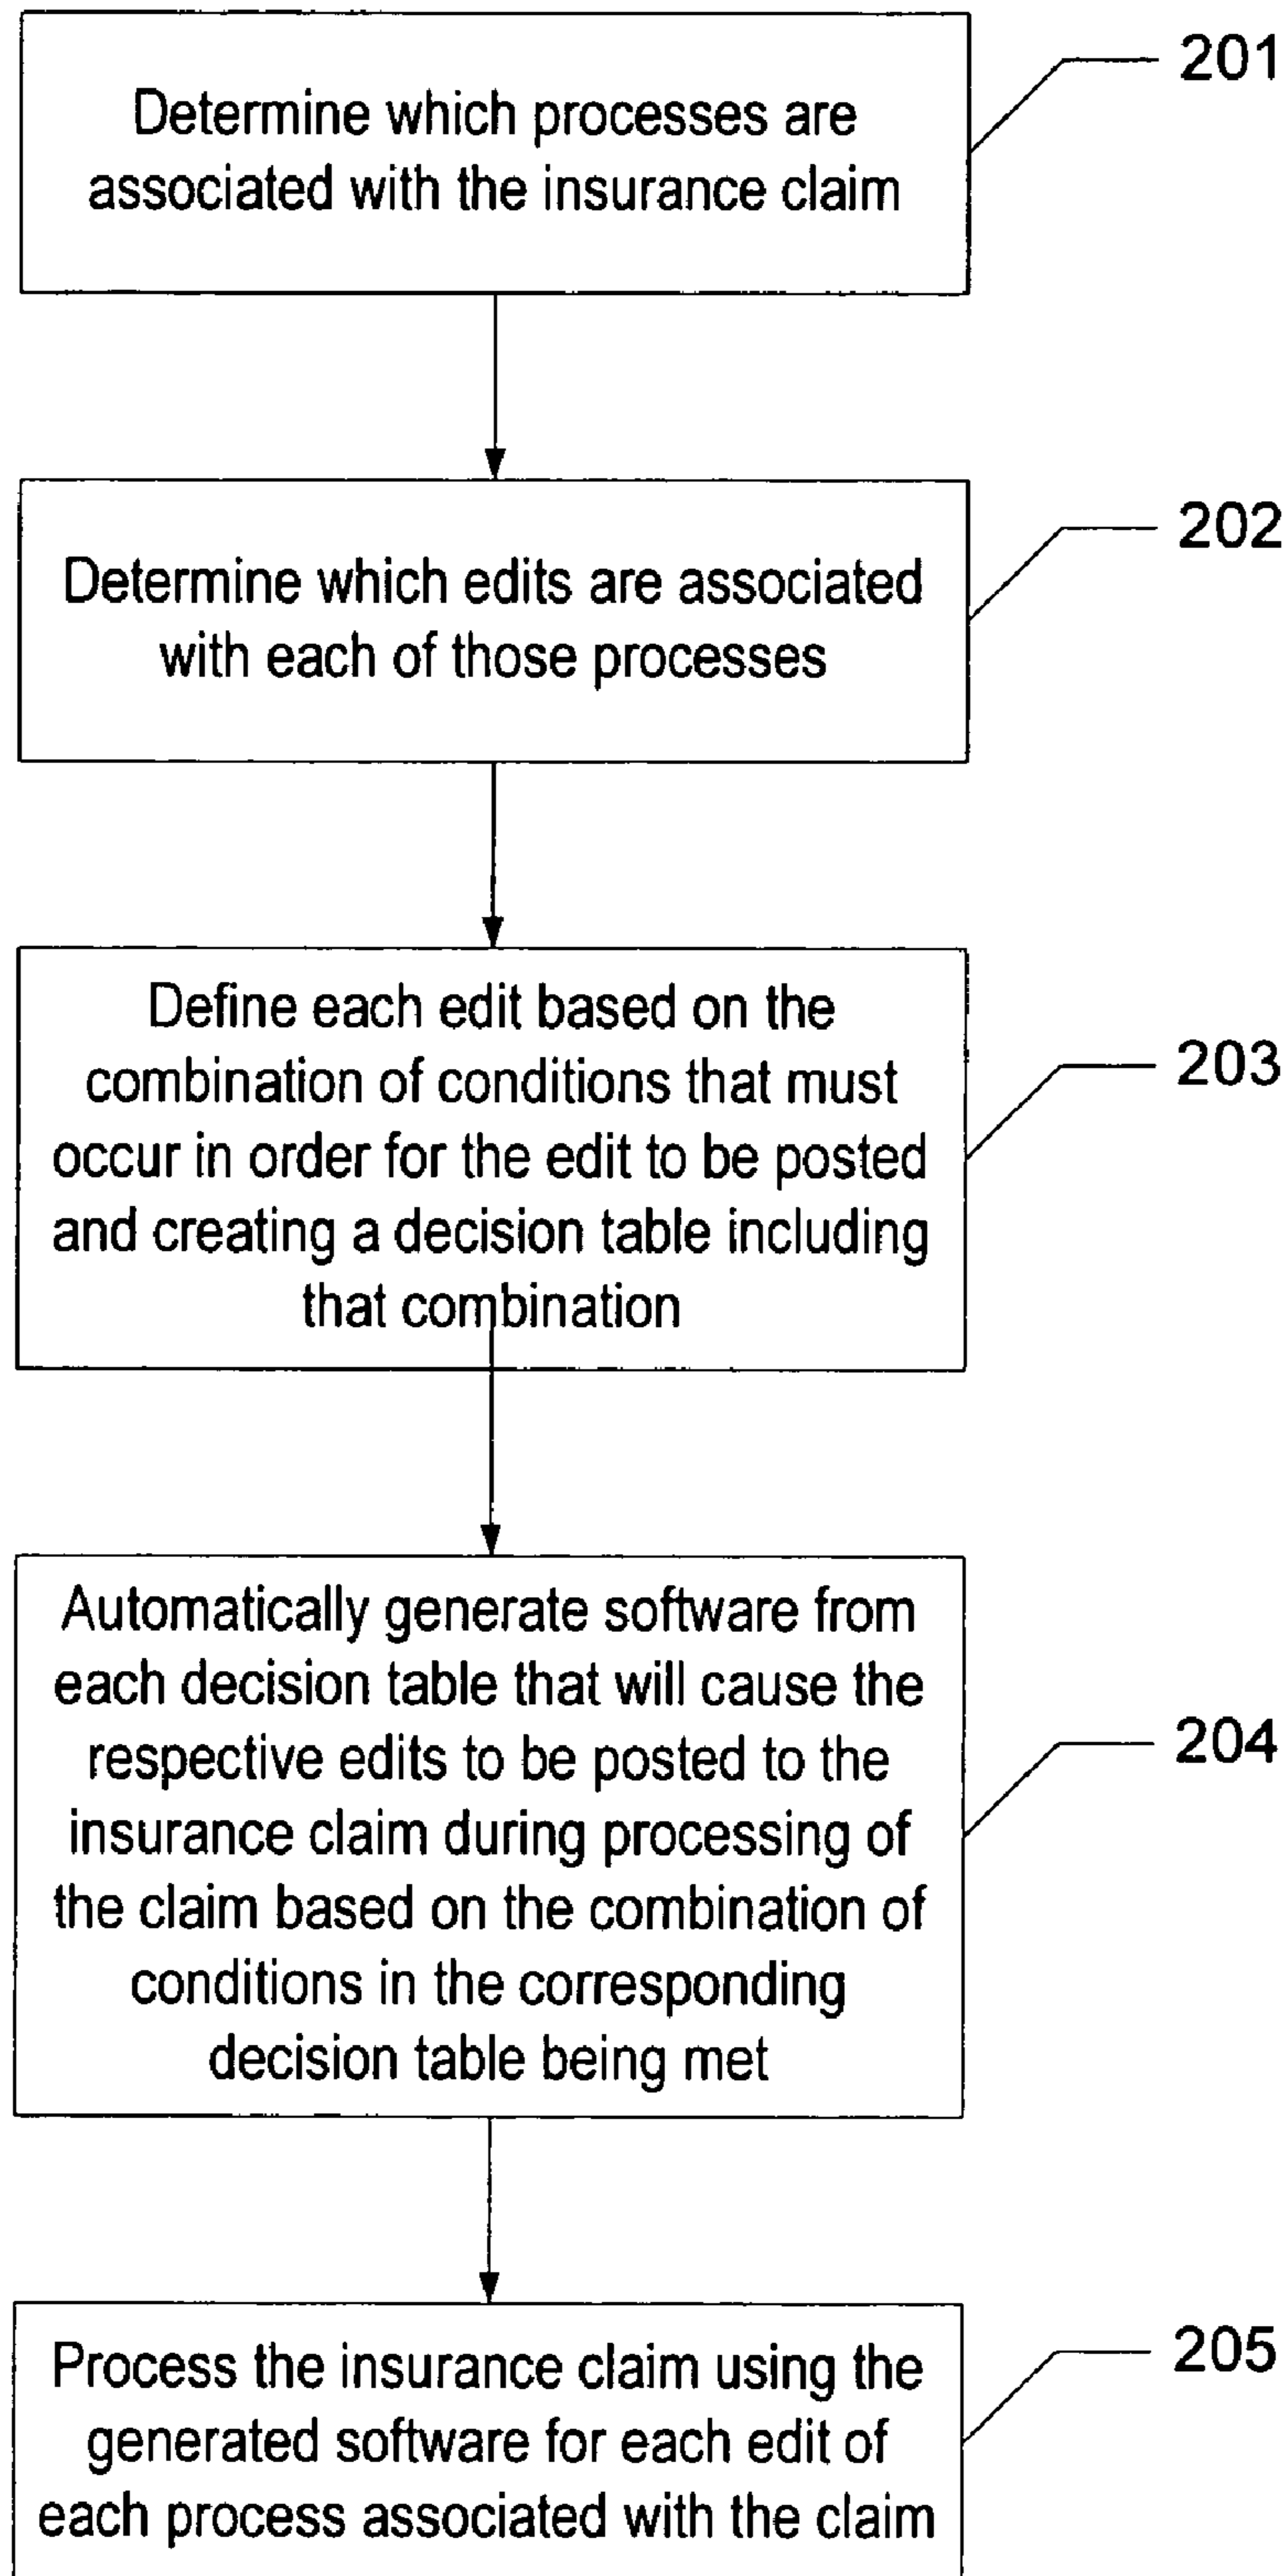 Determine which processes are
associated with the insurance claim
201
Determine which edits are associated
with each of those processes
202
Define each edit based on the
combination of conditions that must
occur in order for the edit to be posted
and creating a decision table including
that combination
203
Automatically generate software from
each decision table that will cause the
respective edits to be posted to the
insurance claim during processing of
the claim based on the combination of
conditions in the corresponding
decision table being met
204
Process the insurance claim using the
generated software for each edit of
each process associated with the claim
205